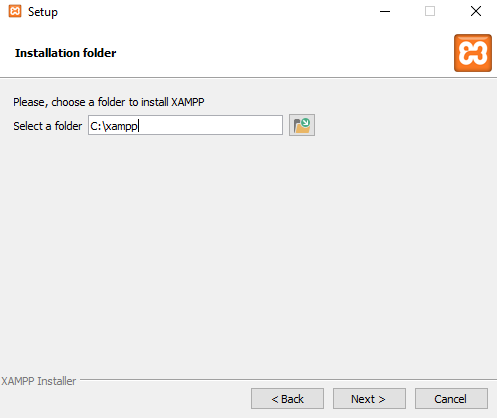 Setup
Installation folder
Please, choose a folder to install XAMPP
Select a folder C:\xampp
XAMPP Installer
< Back Next > Cancel